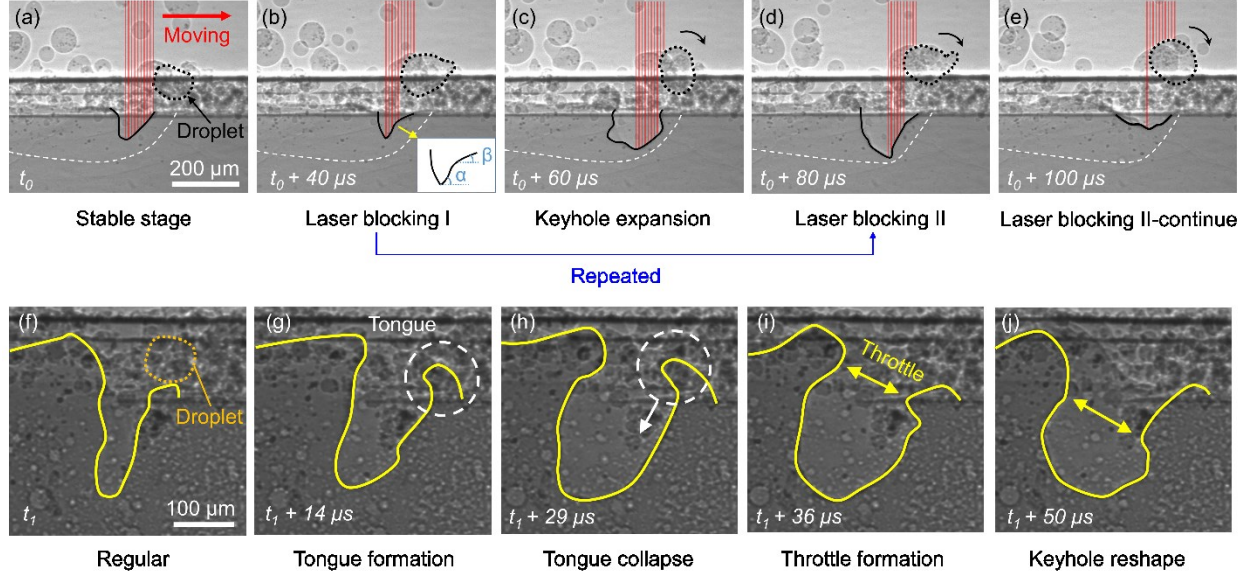 (a)
Moving
Droplet
t0
200 μm
Stable stage
(b)
β
α
t0 + 40 μs
Laser blocking I
(c)
t0 + 60 μs
Keyhole expansion
(d)
t0 + 80 μs
Laser blocking II
(e)
t0 + 100 μs
Laser blocking II-continue
Repeated
(f)
Droplet
t1
100 μm
Regular
(g)
Tongue
t1 + 14 μs
Tongue formation
(h)
t1 + 29 μs
Tongue collapse
(i)
Throttle
t1 + 36 μs
Throttle formation
(j)
t1 + 50 μs
Keyhole reshape